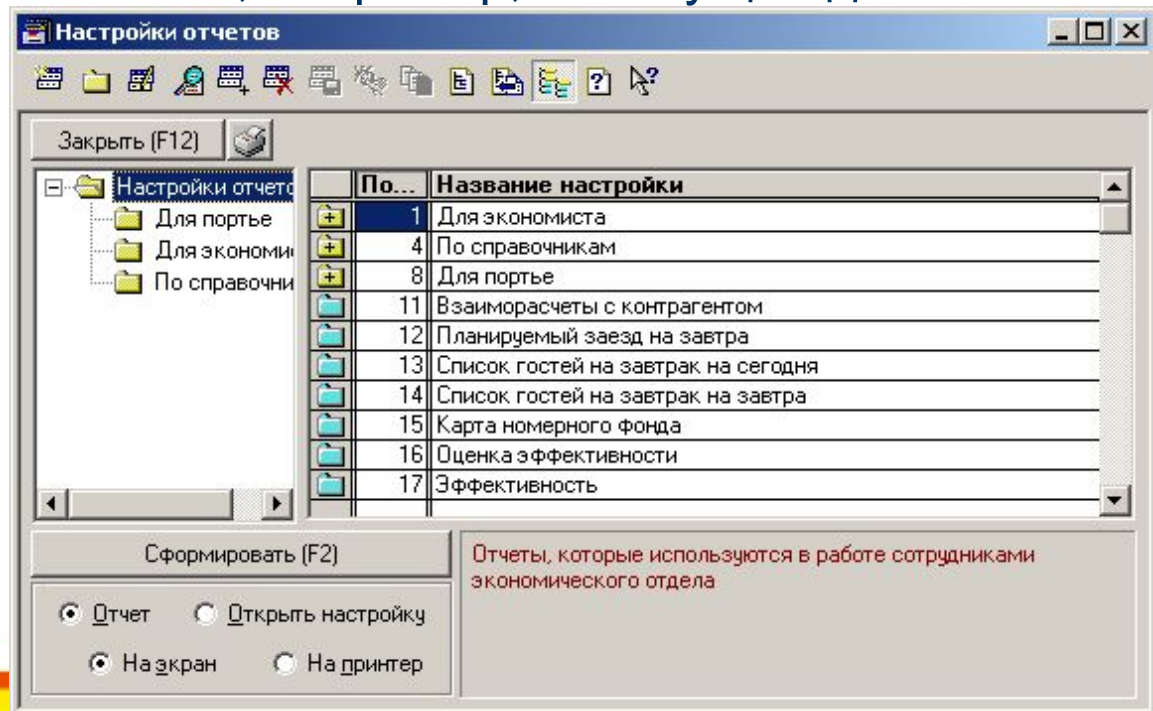 Настройки отчетов
Закрыть (F12)
Настройки отчето
Для портье
Для экономи
По справочни
По... Название настройки
1 Для экономиста
4 По справочникам
8 Для портье
11 Взаиморасчеты с контрагентом
12 Планируемый заезд на завтра
13 Список гостей на завтрак на сегодня
14 Список гостей на завтрак на завтра
15 Карта номерного фонда
16 Оценка эффективности
17 Эффективность
Сформировать (F2)
Отчет Открыть настройку
На экран На принтер
Отчеты, которые используются в работе сотрудниками
экономического отдела